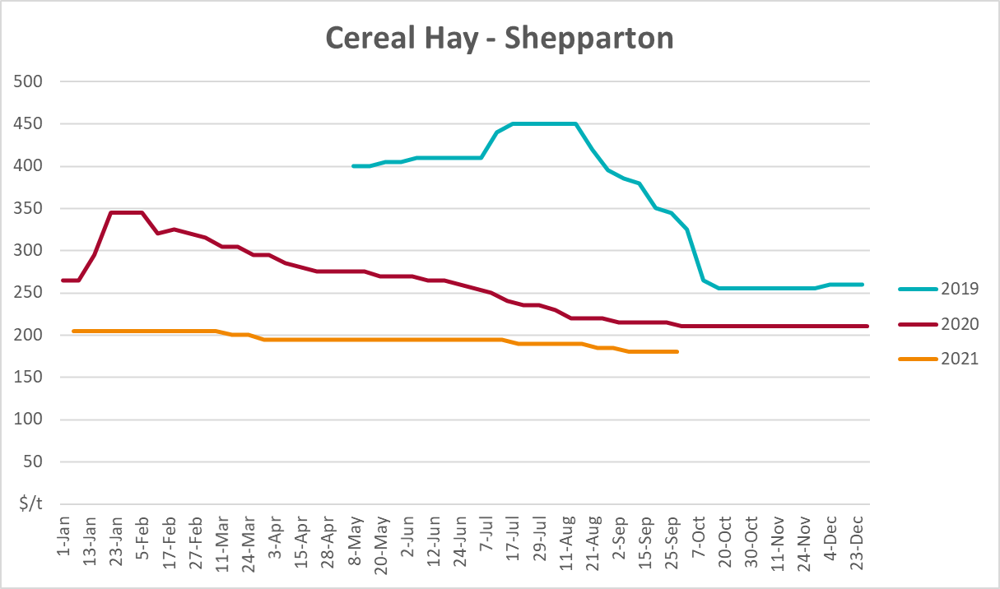 Cereal Hay - Shepparton
500
450
400
350
300
250
200
150
100
50
$/t
1-Jan
13-Jan
23-Jan
5-Feb
17-Feb
27-Feb
11-Mar
24-Mar
3-Apr
15-Apr
28-Apr
8-May
20-May
2-Jun
12-Jun
24-Jun
7-Jul
17-Jul
29-Jul
11-Aug
21-Aug
2-Sep
15-Sep
25-Sep
7-Oct
20-Oct
30-Oct
11-Nov
24-Nov
4-Dec
23-Dec
2019
2020
2021